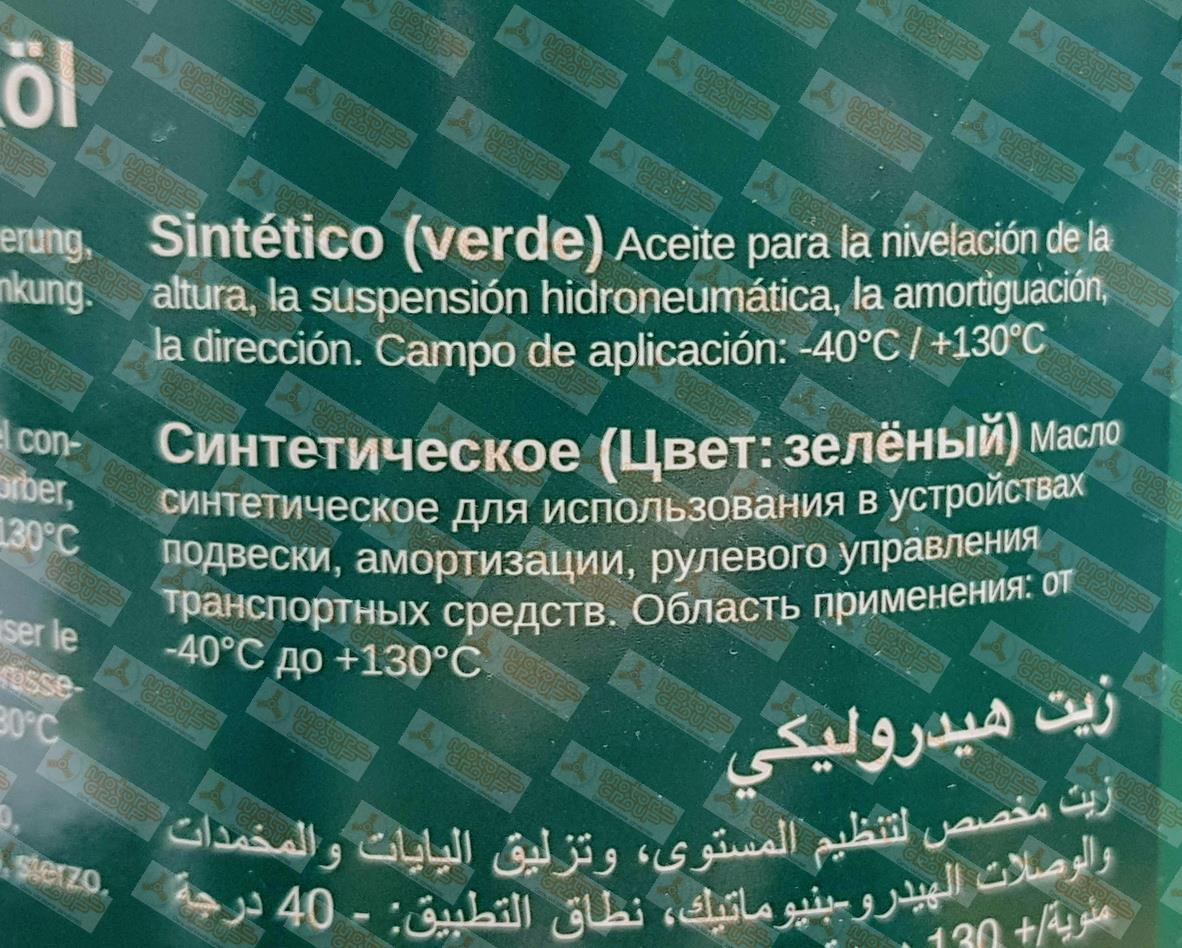 öl
erung,
nkung.
l con-
orber,
130°C
iser le
asse-
30°C
o,
sterzo,
Sintético (verde) Aceite para la nivelación de la
altura, la suspensión hidroneumática, la amortiguación,
la dirección. Campo de aplicación: -40°C / +130°C
Синтетическое (Цвет: зелёный) Масло
синтетическое для использования в устройствах
подвески, амортизации, рулевого управления
транспортных средств. Область применения: от
-40°C до +130°C
زيت هيدروليكي
زيت مخصص لتنظيم المستوى، وتزليق اليايات والمخمدات
والوصلات الهيدرو-بنيوماتيك، نطاق التطبيق: - 40 درجة
مئوية/+ 130